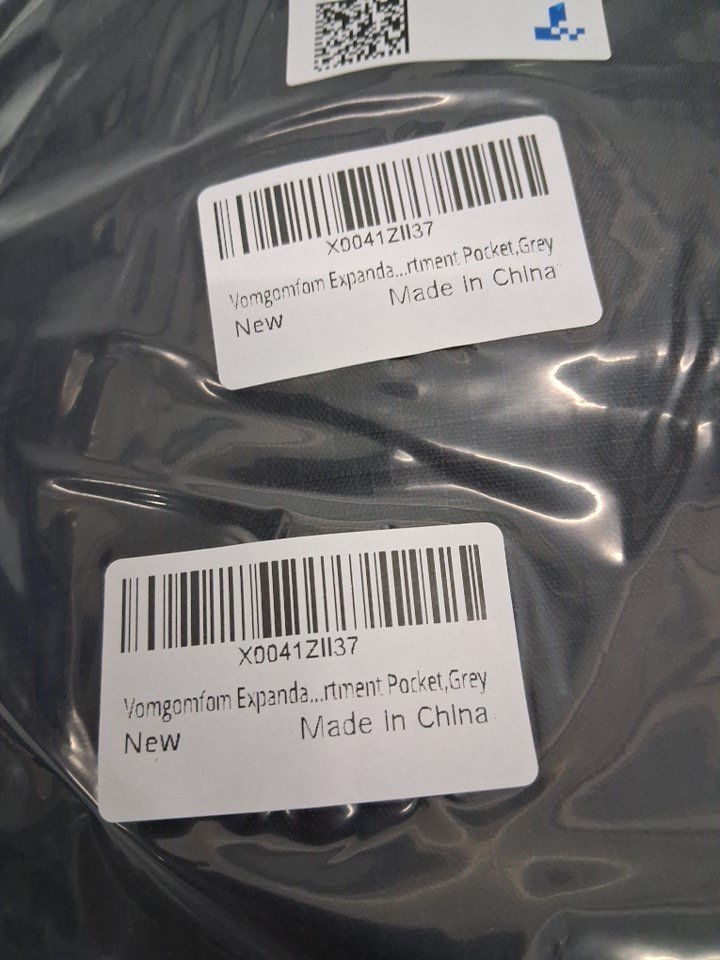 X0041ZII37
Vomgomfom Expanda...rtment Pocket,Grey
New
Made in China
X0041ZII37
Vomgomfom Expanda...rtment Pocket,Grey
New
Made in China